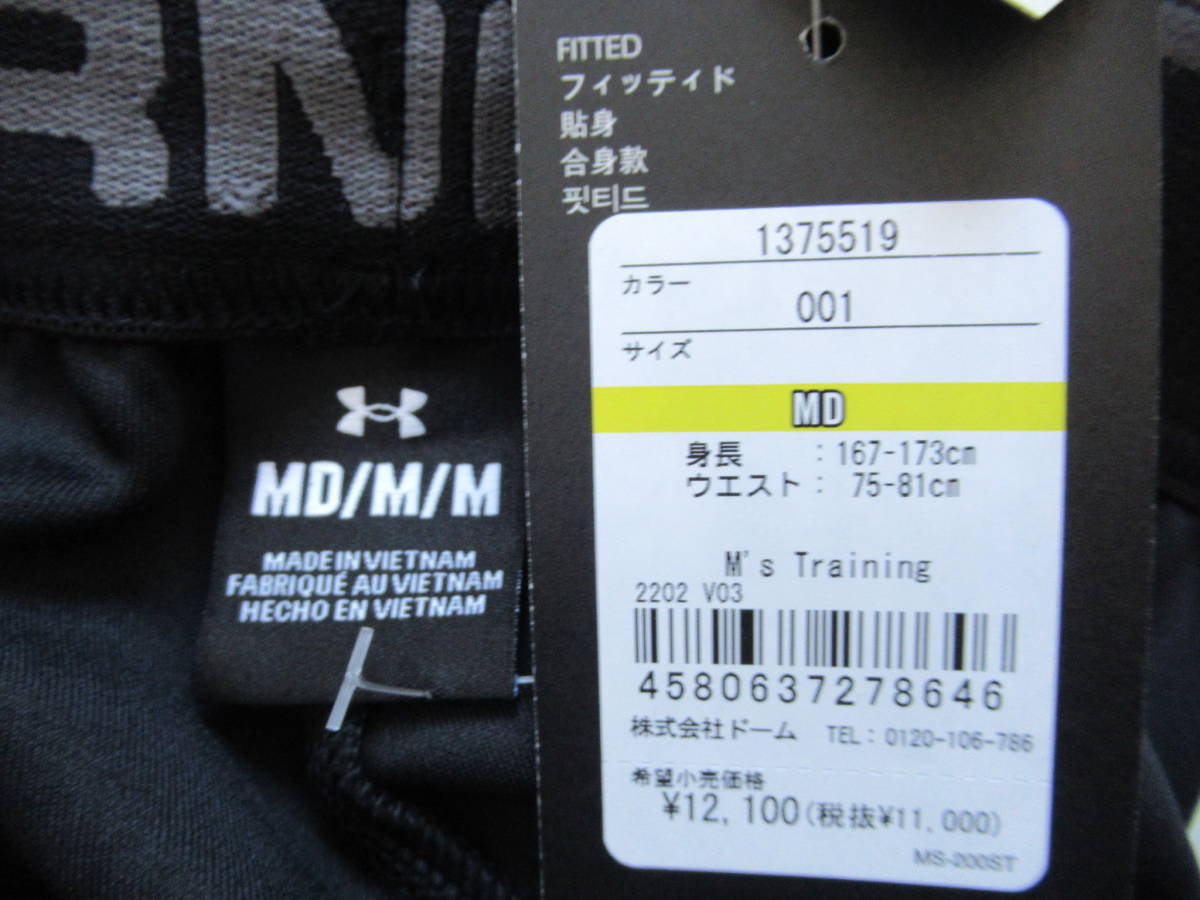 RN
MD/M/M
MADE IN VIETNAM
FABRIQUÉ AU VIETNAM
HECHO EN VIETNAM
FITTED
フィッティド
貼身
合身款
핏티드
1375519
カラー
001
サイズ
MD
身長 : 167-173cm
ウエスト : 75-81cm
M's Training
2202 V03
4580637278646
株式会社ドーム TEL: 0120-106-786
希望小売価格
¥12,100(税抜¥11,000)
MS-200ST